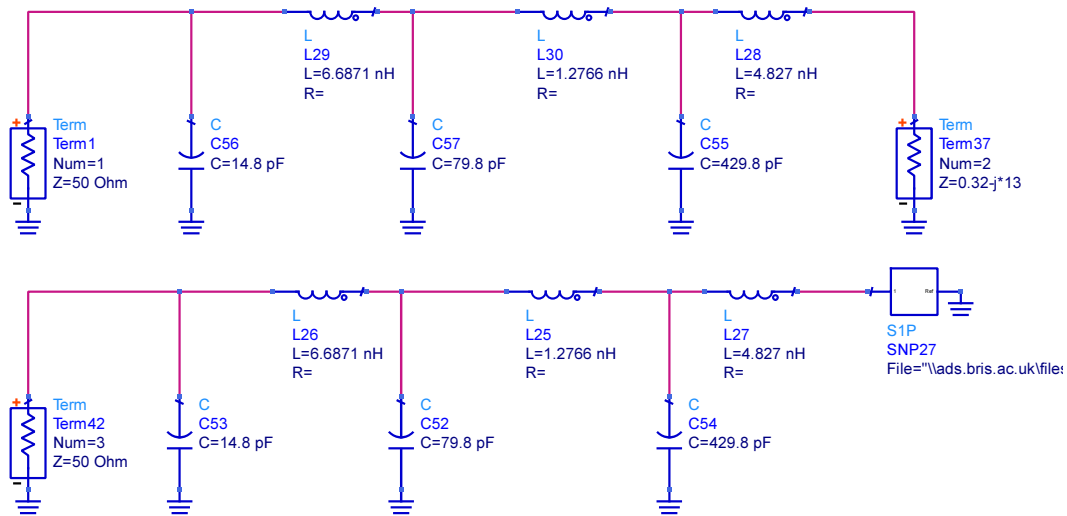 L
L29
L=6.6871 nH
R=
L
L30
L=1.2766 nH
R=
L
L28
L=4.827 nH
R=
+
Term
Term1
Num=1
Z=50 Ohm
-
C
C56
C=14.8 pF
C
C57
C=79.8 pF
C
C55
C=429.8 pF
+
Term
Term37
Num=2
Z=0.32-j*13
-
L
L26
L=6.6871 nH
R=
L
L25
L=1.2766 nH
R=
L
L27
L=4.827 nH
R=
1 Ref
S1P
SNP27
File="\\ads.bris.ac.uk\files
+
Term
Term42
Num=3
Z=50 Ohm
-
C
C53
C=14.8 pF
C
C52
C=79.8 pF
C
C54
C=429.8 pF